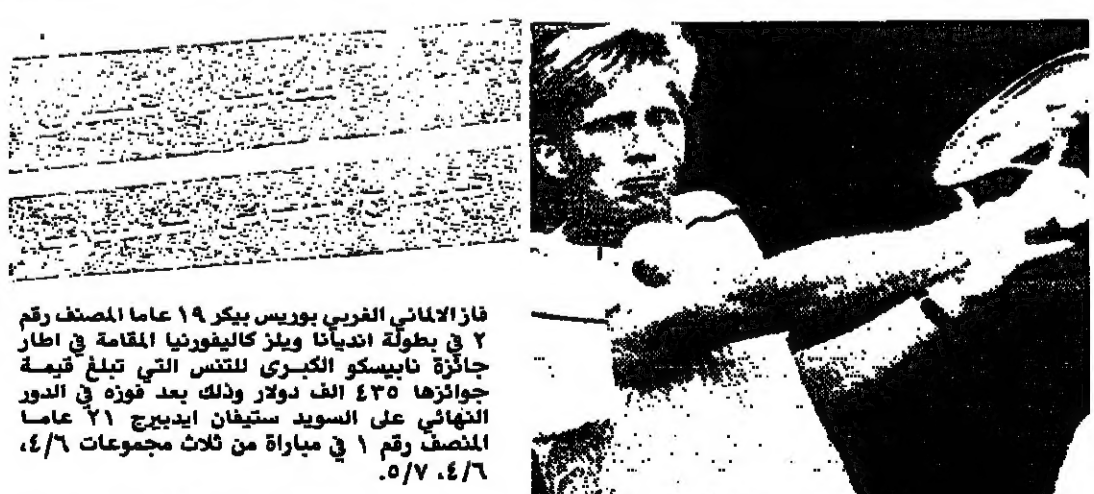 فاز الالماني الغربي بوريس بيكر ١٩ عاما المصنف رقم
٢ في بطولة انديانا ويلز كاليفورنيا المقامة في اطار
جائزة نابيسكو الكبرى للتنس التي تبلغ قيمة
جوائزها ٤٣٥ الف دولار وذلك بعد فوزه في الدور
النهائي على السويد ستيفان ايدبيرج ٢١ عاما
المنصف رقم ١ في مباراة من ثلاث مجموعات ٤/٦،
٤/٦، ٥/٧.